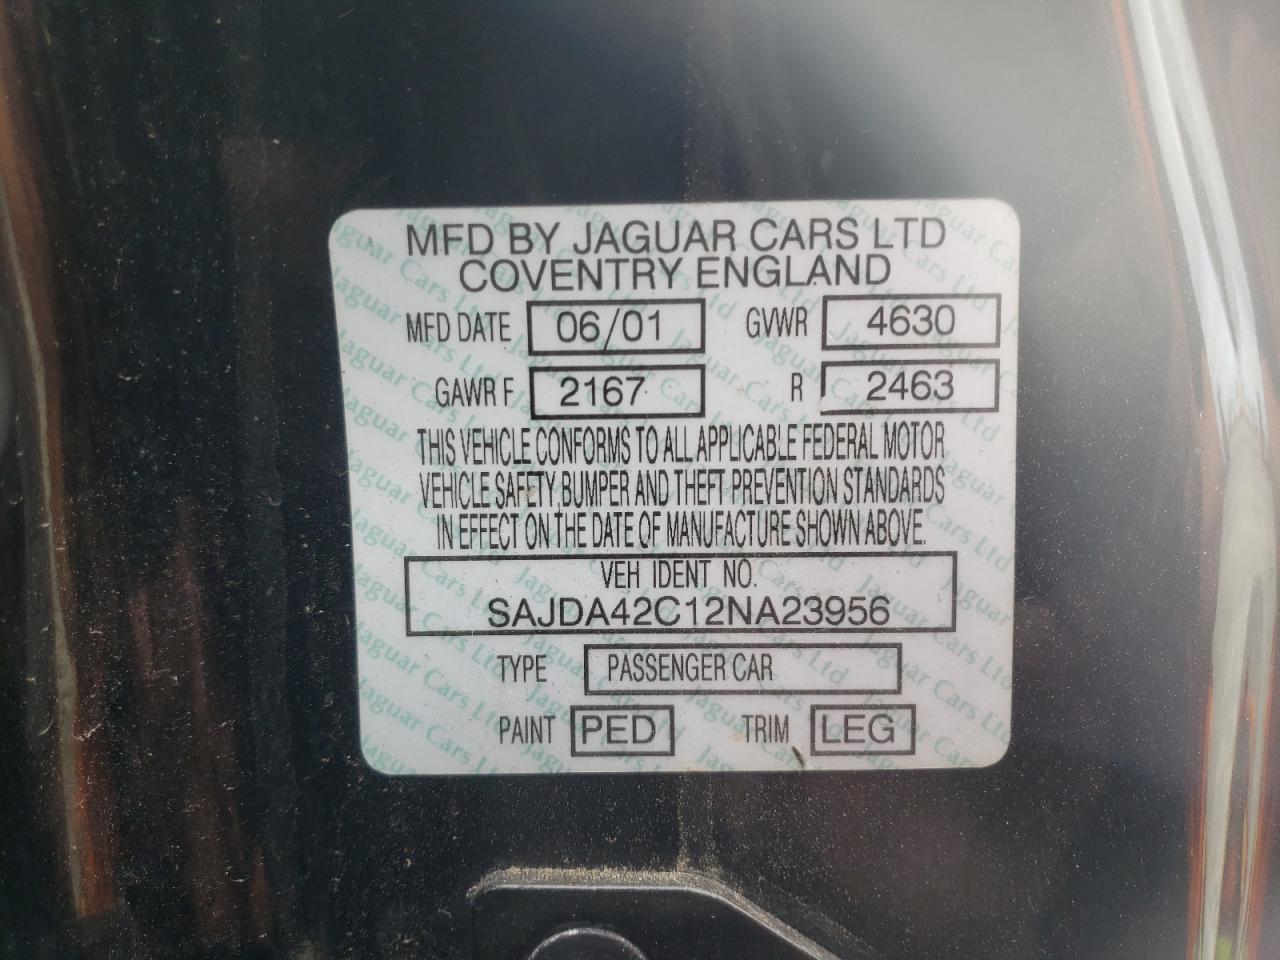 MFD BY JAGUAR CARS LTD
COVENTRY ENGLAND
MFD DATE 06/01 GVWR 4630
GAWR F 2167 R 2463
THIS VEHICLE CONFORMS TO ALL APPLICABLE FEDERAL MOTOR
VEHICLE SAFETY BUMPER AND THEFT PREVENTION STANDARDS
IN EFFECT ON THE DATE OF MANUFACTURE SHOWN ABOVE.
VEH IDENT NO.
SAJDA42C12NA23956
TYPE PASSENGER CAR
PAINT PED TRIM LEG